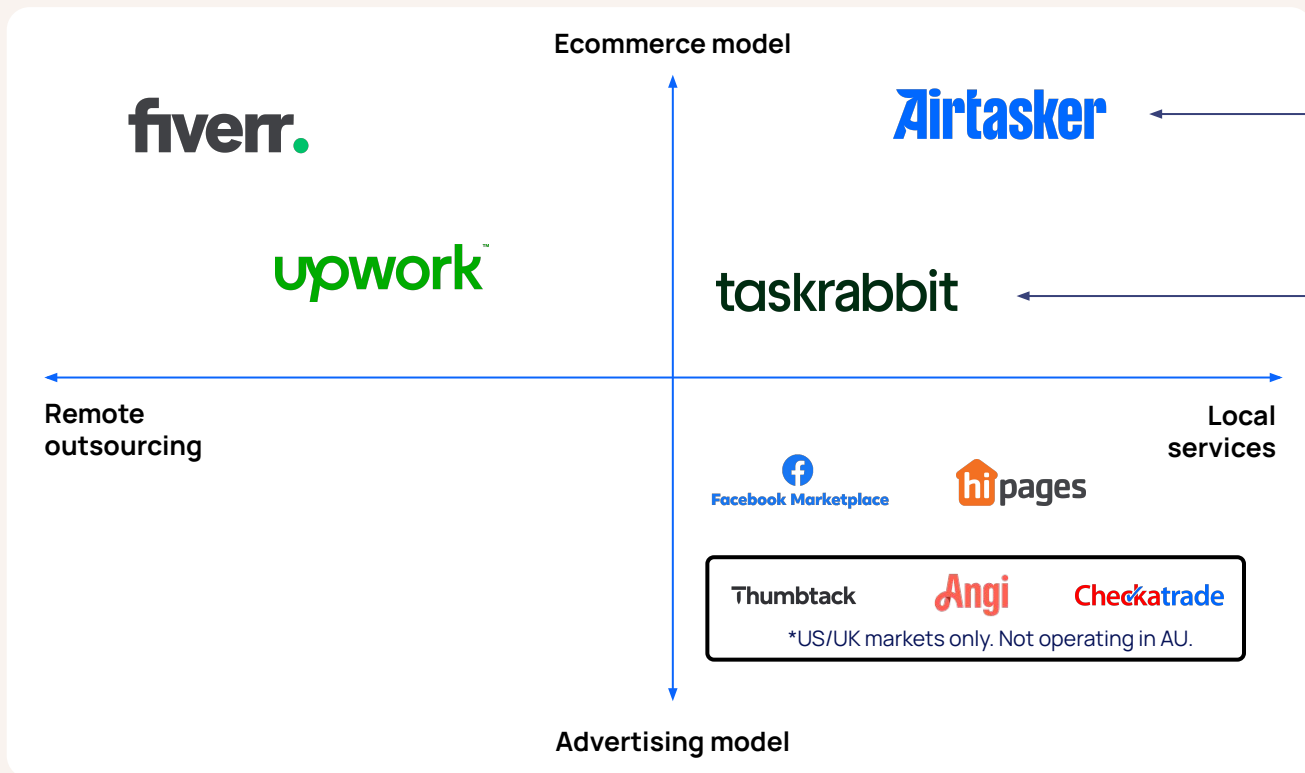 Ecommerce model
fiverr.
Airtasker
upwork™
taskrabbit
Remote
outsourcing
Local
services
Facebook Marketplace
hipages
Thumbtack
Angi
Checkatrade
*US/UK markets only. Not operating in AU.
Advertising model